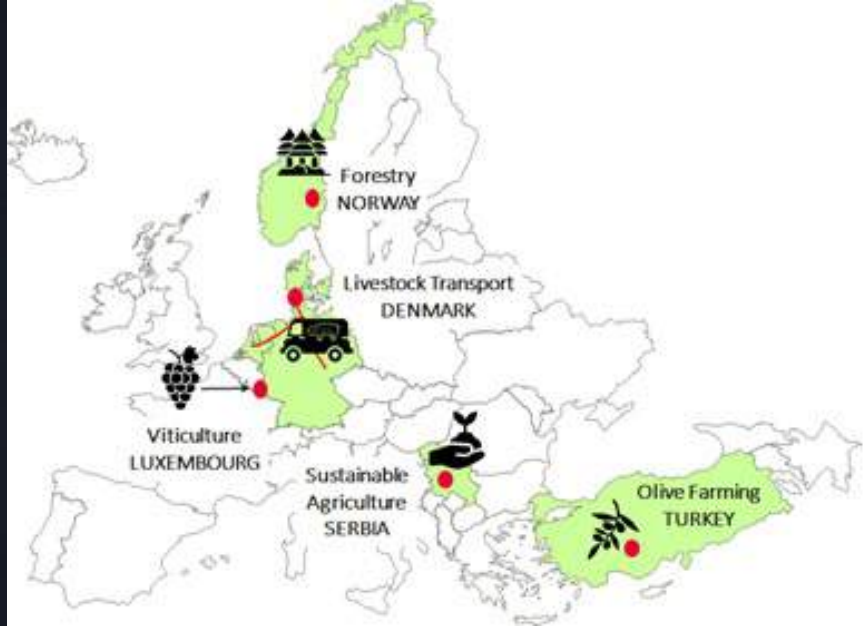 Forestry
NORWAY
Livestock Transport
DENMARK
Viticulture
LUXEMBOURG
Sustainable
Agriculture
SERBIA
Olive Farming
TURKEY